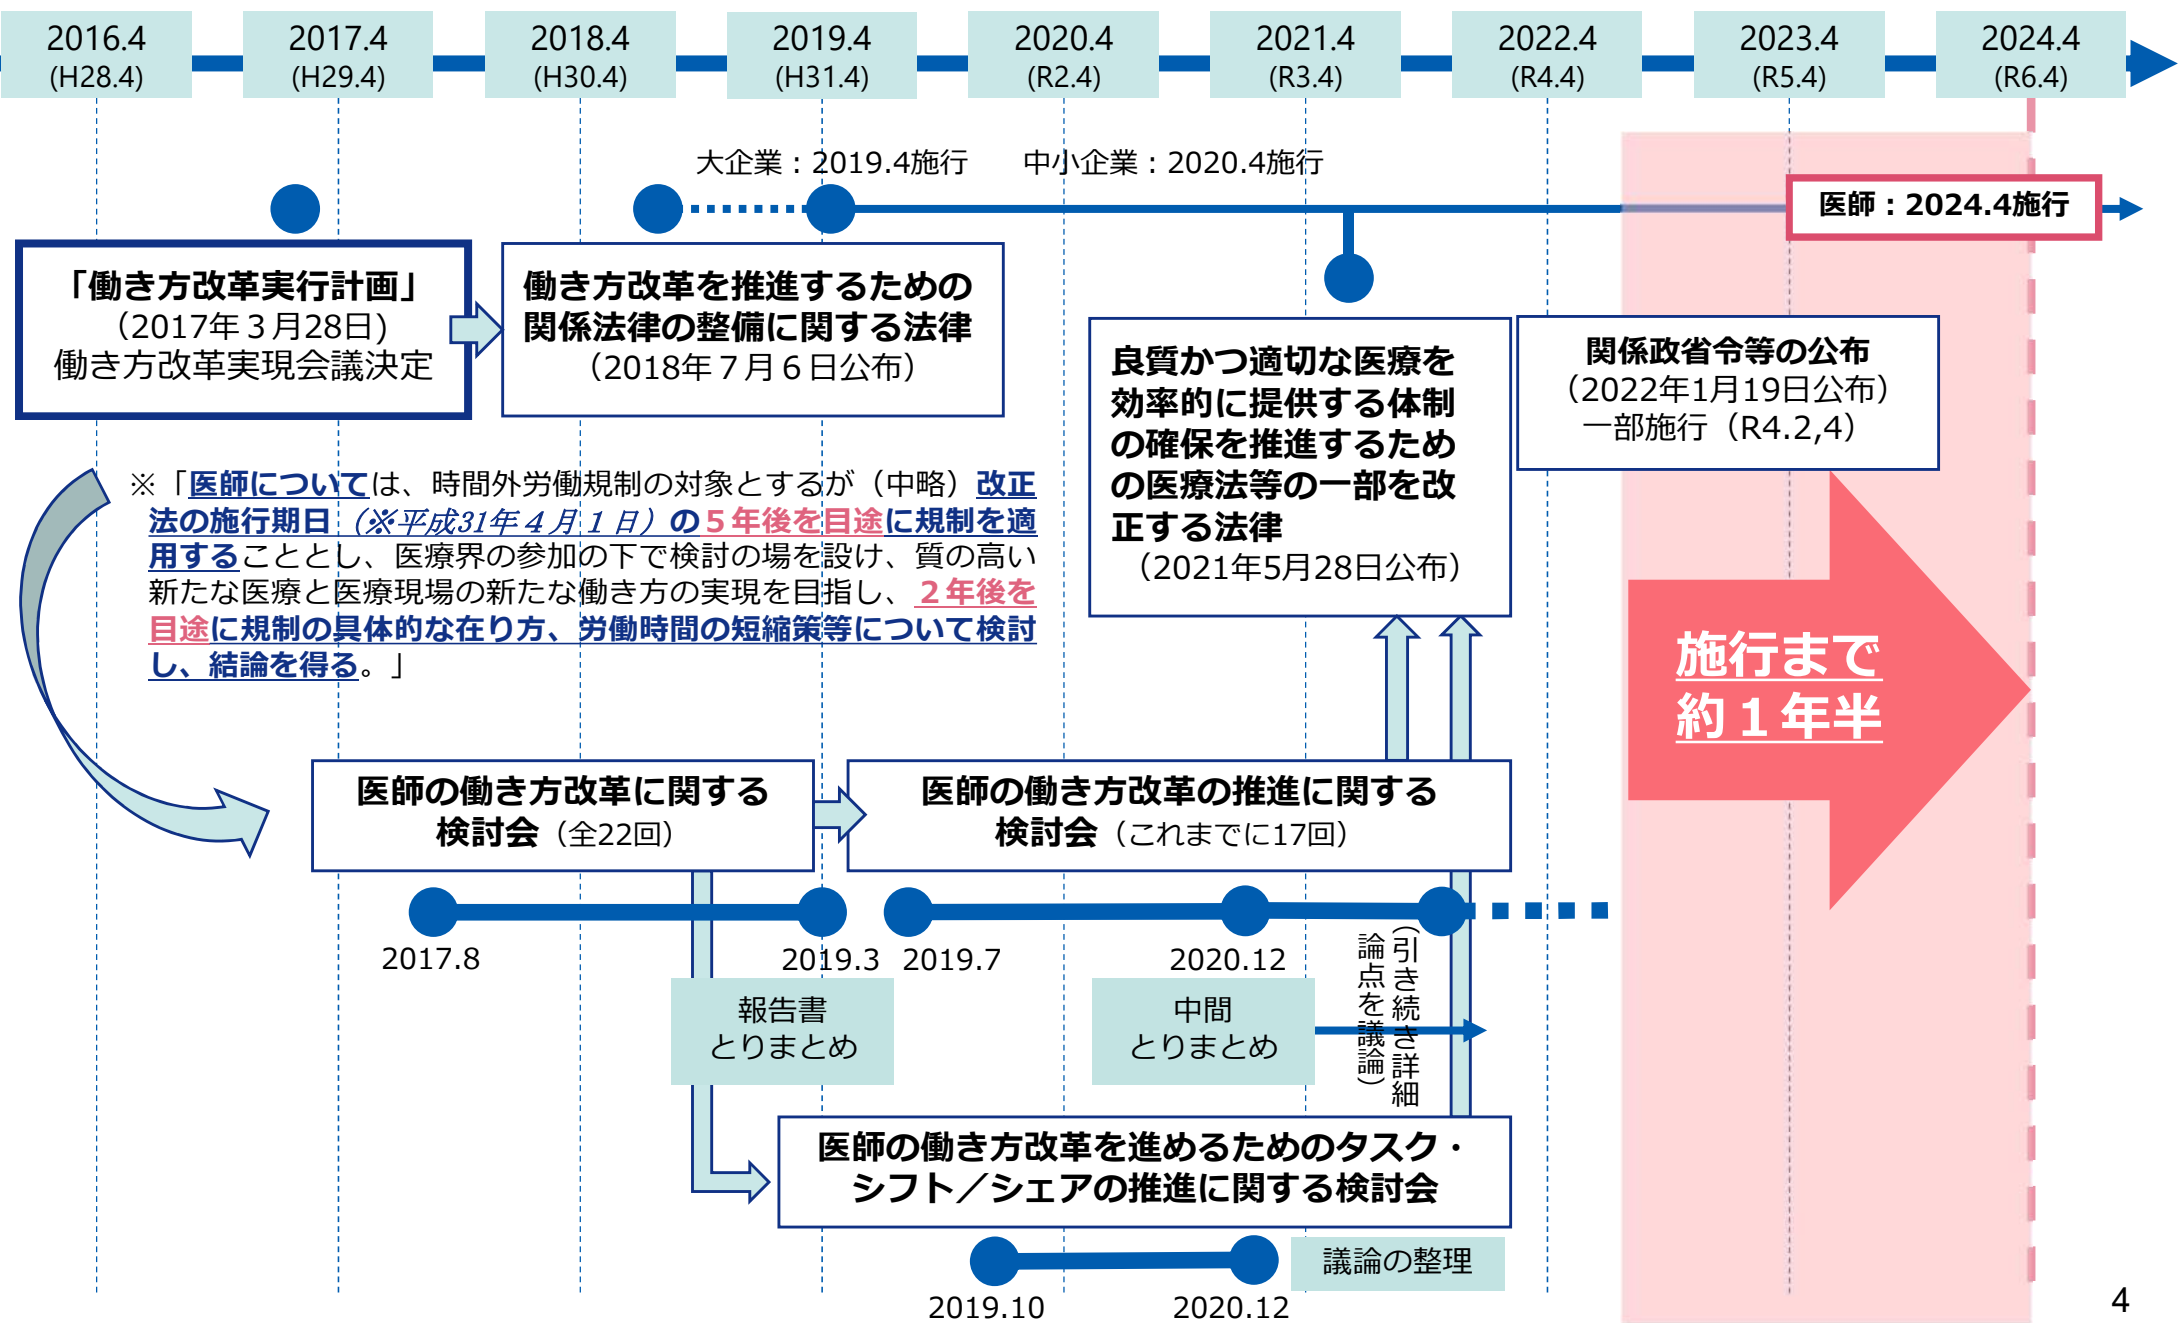 2016.4
(H28.4)
2017.4
(H29.4)
2018.4
(H30.4)
2019.4
(H31.4)
2020.4
(R2.4)
2021.4
(R3.4)
2022.4
(R4.4)
2023.4
(R5.4)
2024.4
(R6.4)
大企業：2019.4施行
中小企業：2020.4施行
医師：2024.4施行
「働き方改革実行計画」
（2017年３月28日)
働き方改革実現会議決定
働き方改革を推進するための
関係法律の整備に関する法律
（2018年７月６日公布）
良質かつ適切な医療を
効率的に提供する体制
の確保を推進するため
の医療法等の一部を改
正する法律
（2021年5月28日公布）
関係政省令等の公布
（2022年1月19日公布）
一部施行（R4.2,4）
※「医師については、時間外労働規制の対象とするが（中略）改正
法の施行期日（※平成31年４月１日）の５年後を目途に規制を適
用することとし、医療界の参加の下で検討の場を設け、質の高い
新たな医療と医療現場の新たな働き方の実現を目指し、２年後を
目途に規制の具体的な在り方、労働時間の短縮策等について検討
し、結論を得る。」
施行まで
約１年半
医師の働き方改革に関する
検討会（全22回）
医師の働き方改革の推進に関する
検討会（これまでに17回）
2017.8
2019.3
2019.7
2020.12
報告書
とりまとめ
中間
とりまとめ
（引き続き詳細
論点を議論）
医師の働き方改革を進めるためのタスク・
シフト／シェアの推進に関する検討会
議論の整理
2019.10
2020.12
4